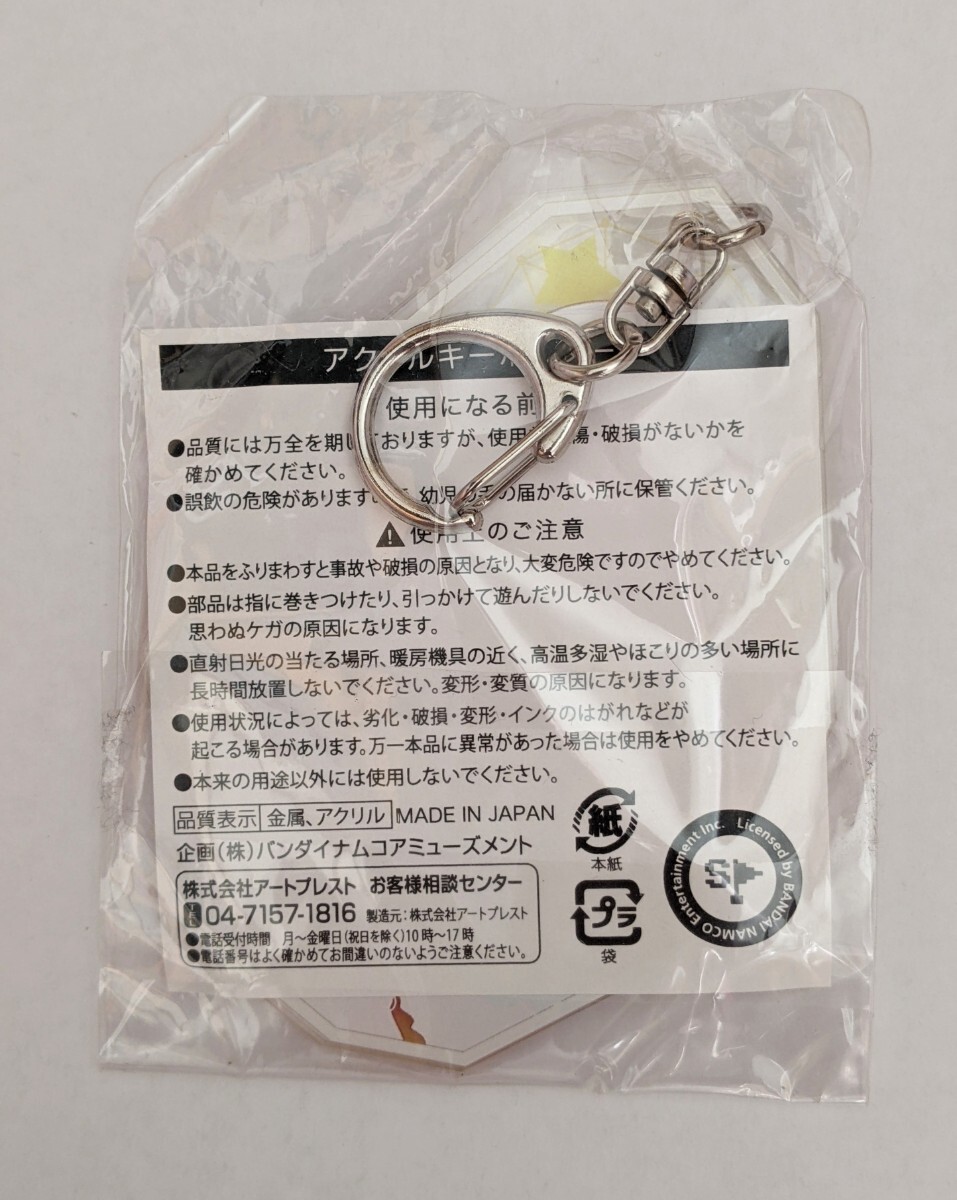 アク ルキー
使用になる前
●品質には万全を期し おりますが、使用 傷・破損がないかを
確かめてください。
●誤飲の危険があります 幼児の手の届かない所に保管ください。
使用上のご注意
●本品をふりまわすと事故や破損の原因となり、大変危険ですのでやめてください。
●部品は指に巻きつけたり、引っかけて遊んだりしないでください。
思わぬケガの原因になります。
●直射日光の当たる場所、暖房機具の近く、高温多湿やほこりの多い場所に
長時間放置しないでください。変形・変質の原因になります。
●使用状況によっては、劣化・破損・変形・インクのはがれなどが
起こる場合があります。万一本品に異常があった場合は使用をやめてください。
●本来の用途以外には使用しないでください。
品質表示 金属、アクリル MADE IN JAPAN
企画(株)バンダイナムコアミューズメント
株式会社アートプレスト お客様相談センター
TEL 04-7157-1816 製造元:株式会社アートプレスト
●電話受付時間 月〜金曜日(祝日を除く)10時〜17時
●電話番号はよく確かめてお間違いのないようご注意ください。
紙
本紙
プラ
袋
Licensed by BANDAI NAMCO Entertainment Inc.